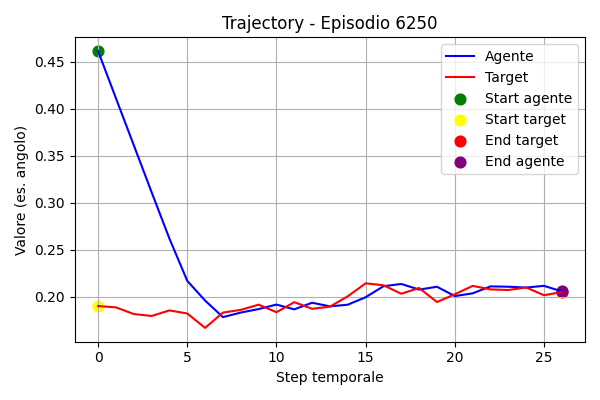 Trajectory - Episodio 6250
Valore (es. angolo)
0.45
0.40
0.35
0.30
0.25
0.20
Agente
Target
Start agente
Start target
End target
End agente
0 5 10 15 20 25
Step temporale